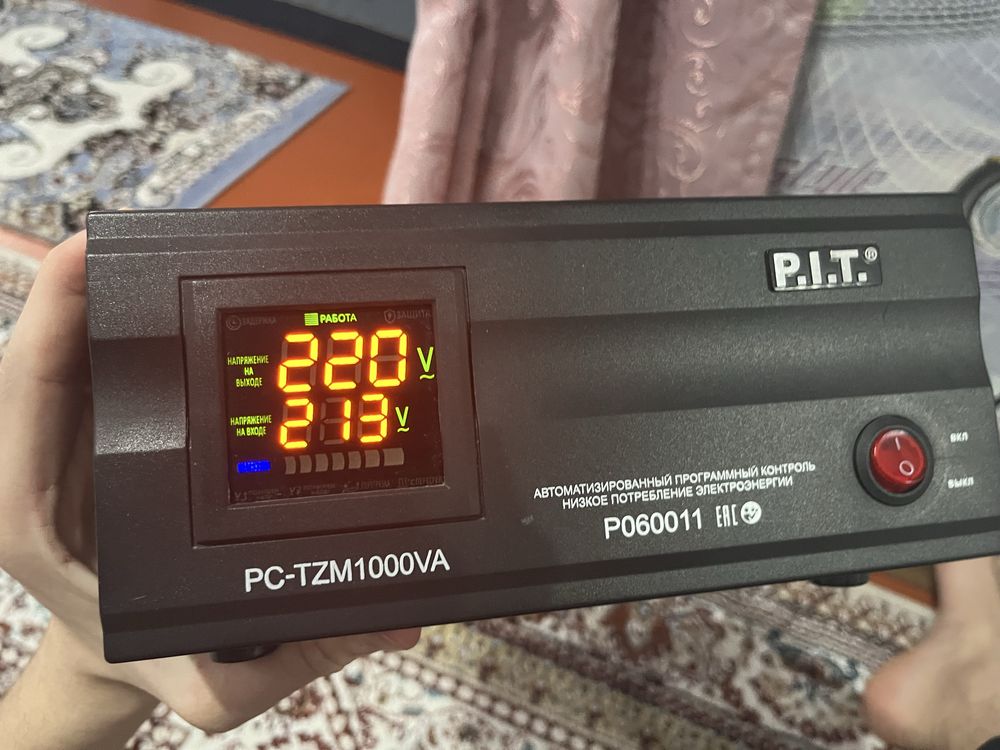 P.I.T.®
ЗАДЕРЖКА РАБОТА ЗАЩИТА
НАПРЯЖЕНИЕ
НА
ВЫХОДЕ
220 V
НАПРЯЖЕНИЕ
НА ВХОДЕ
213 V
ВКЛ
I
O
ВЫКЛ
АВТОМАТИЗИРОВАННЫЙ ПРОГРАММНЫЙ КОНТРОЛЬ
НИЗКОЕ ПОТРЕБЛЕНИЕ ЭЛЕКТРОЭНЕРГИИ
P060011 EAC
PC-TZM1000VA